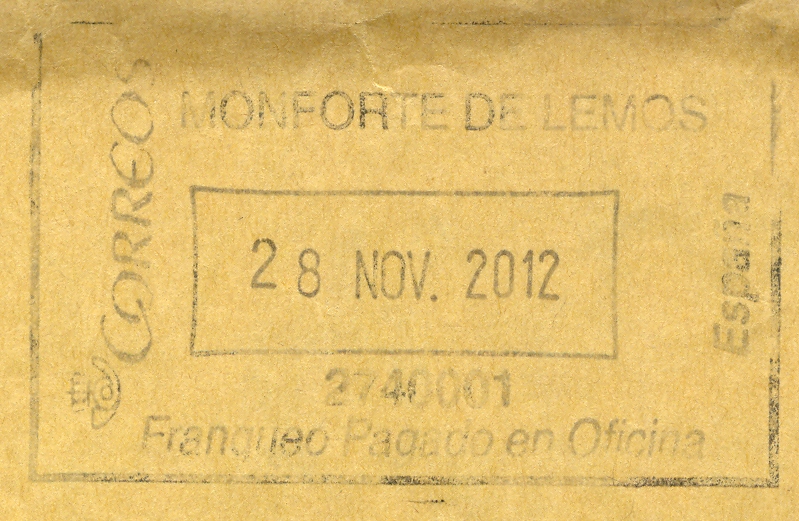 MONFORTE DE LEMOS
CORREOS
28 NOV. 2012
España
2740001
Franqueo Pagado en Oficina